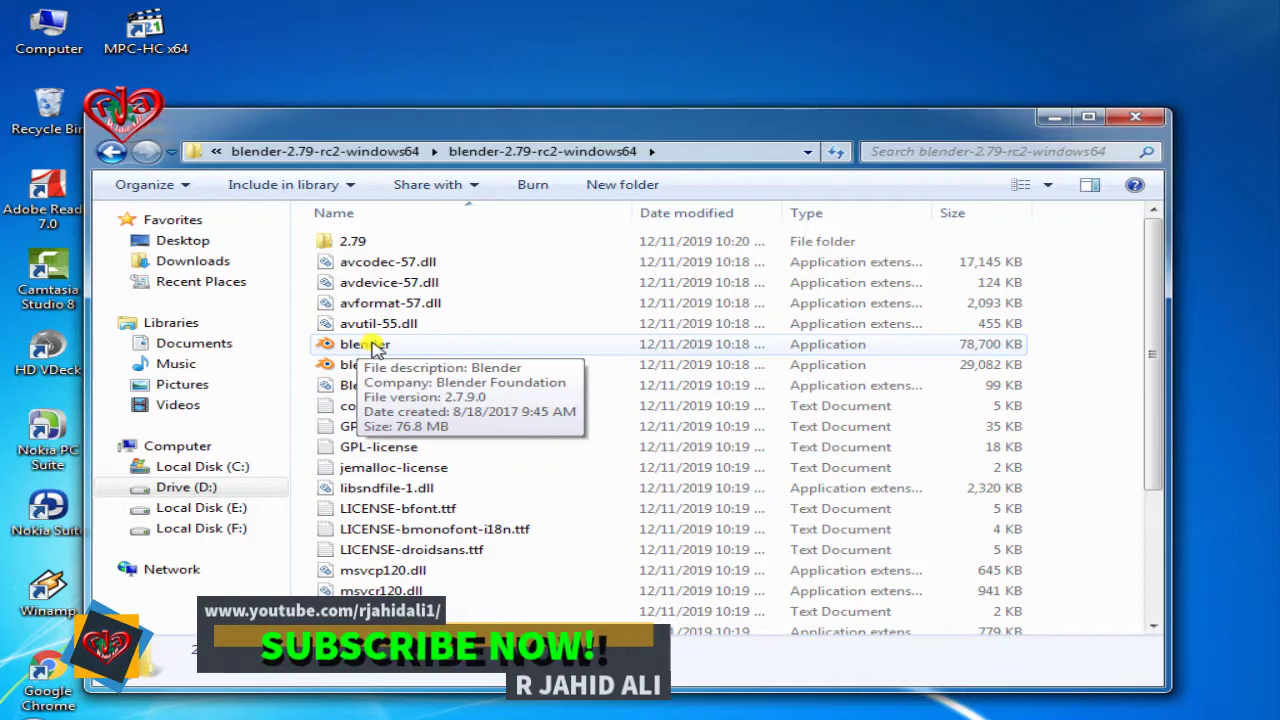 Computer
MPC-HC x64
Recycle Bin
Adobe Read
7.0
Camtasia
Studio 8
HD VDeck
Nokia PC
Suite
Nokia Suite
Winamp
Google
Chrome
rja
« blender-2.79-rc2-windows64 blender-2.79-rc2-windows64
Search blender-2.79-rc2-windows64
Organize Include in library Share with Burn New folder
Favorites
Desktop
Downloads
Recent Places
Libraries
Documents
Music
Pictures
Videos
Computer
Local Disk (C:)
Drive (D:)
Local Disk (E:)
Local Disk (F:)
Network
Name Date modified Type Size
2.79 12/11/2019 10:20 ... File folder
avcodec-57.dll 12/11/2019 10:18 ... Application extens... 17,145 KB
avdevice-57.dll 12/11/2019 10:18 ... Application extens... 124 KB
avformat-57.dll 12/11/2019 10:18 ... Application extens... 2,093 KB
avutil-55.dll 12/11/2019 10:18 ... Application extens... 455 KB
blender 12/11/2019 10:18 ... Application 78,700 KB
12/11/2019 10:18 ... Application 29,082 KB
12/11/2019 10:19 ... Application extens... 99 KB
12/11/2019 10:19 ... Text Document 2 KB
12/11/2019 10:19 ... Text Document 35 KB
GPL-license 12/11/2019 10:19 ... Text Document 18 KB
jemalloc-license 12/11/2019 10:19 ... Text Document 2 KB
libsndfile-1.dll 12/11/2019 10:19 ... Application extens... 2,320 KB
LICENSE-bfont.ttf 12/11/2019 10:19 ... Text Document 5 KB
LICENSE-bmonofont-i18n.ttf 12/11/2019 10:19 ... Text Document 4 KB
LICENSE-droidsans.ttf 12/11/2019 10:19 ... Text Document 5 KB
msvcp120.dll 12/11/2019 10:19 ... Application extens... 645 KB
msvcr120.dll 12/11/2019 10:19 ... Application extens... 941 KB
12/11/2019 10:19 ... Text Document 2 KB
12/11/2019 10:19 ... Application extens... 779 KB
File description: Blender
Company: Blender Foundation
File version: 2.7.9.0
Date created: 8/18/2017 9:45 AM
Size: 76.8 MB
www.youtube.com/rjahidali1/
SUBSCRIBE NOW!
R JAHID ALI